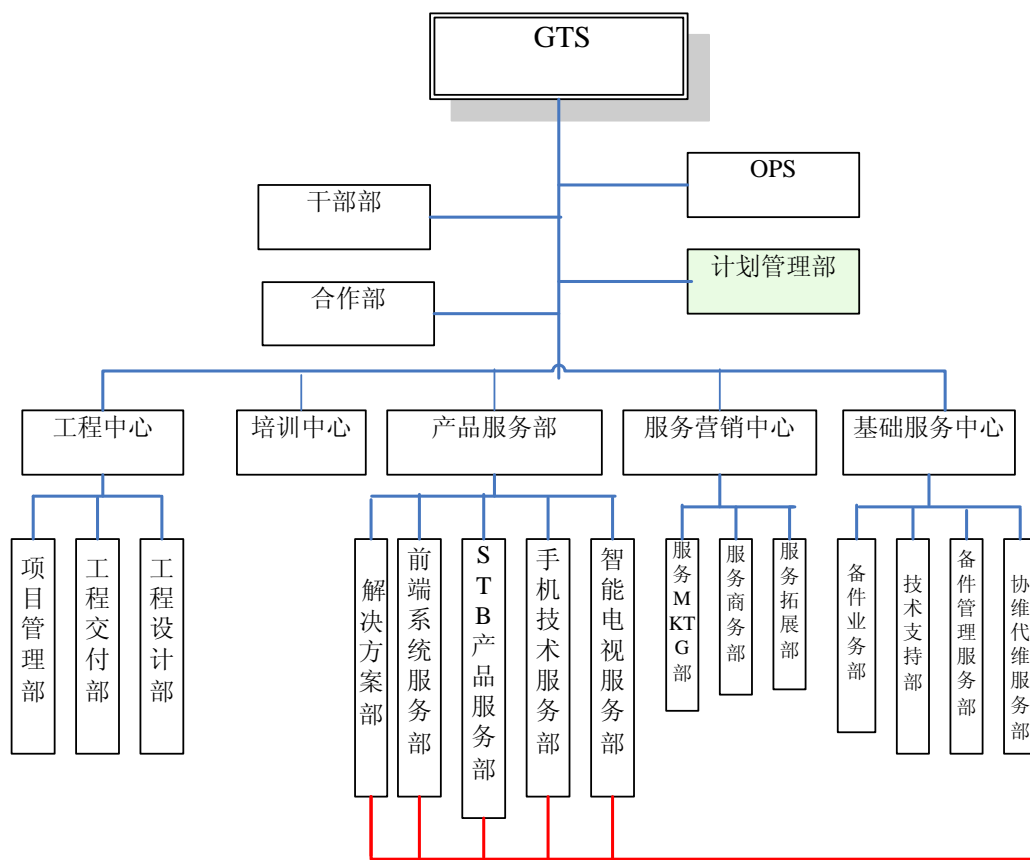 GTS
OPS
干部部
计划管理部
合作部
工程中心
培训中心
产品服务部
服务营销中心
基础服务中心
项目管理部
工程交付部
工程设计部
解决方案部
前端系统服务部
STB产品服务部
手机技术服务部
智能电视服务部
服务MKTG部
服务商务部
服务拓展部
备件业务部
技术支持部
备件管理服务部
协维代维服务部